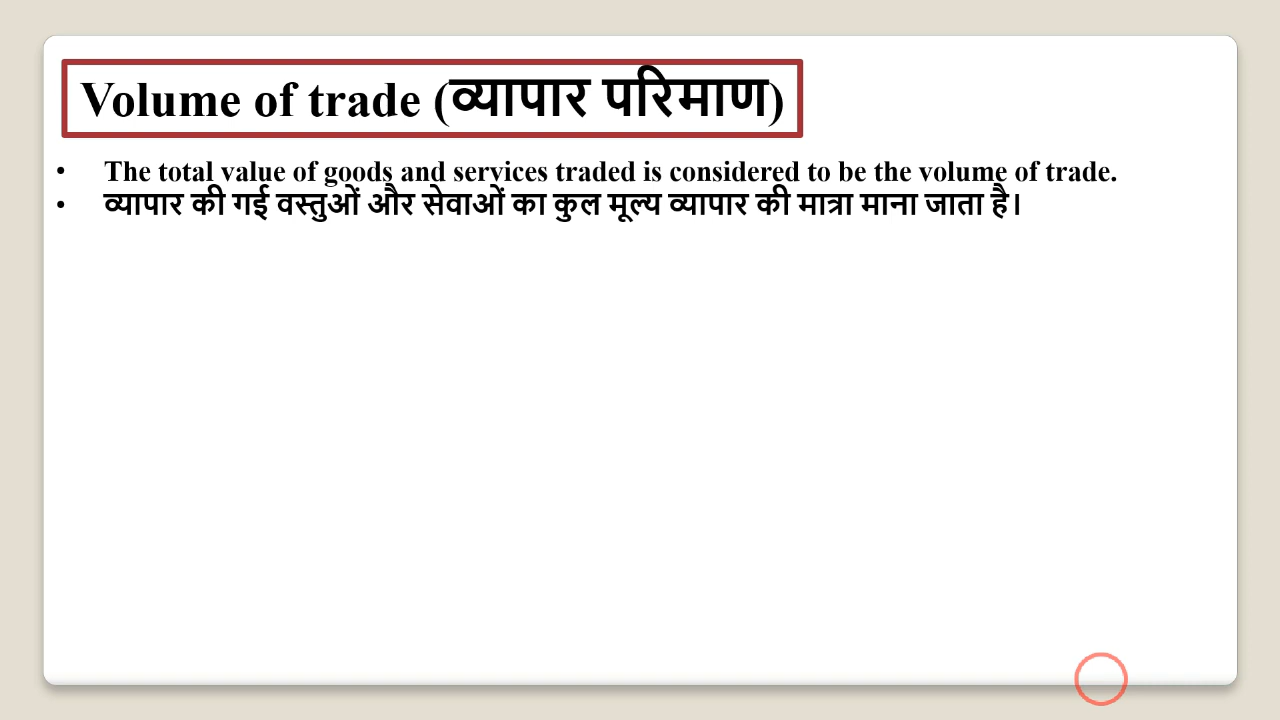 Volume of trade (व्यापार परिमाण)
• The total value of goods and services traded is considered to be the volume of trade.
• व्यापार की गई वस्तुओं और सेवाओं का कुल मूल्य व्यापार की मात्रा माना जाता है।